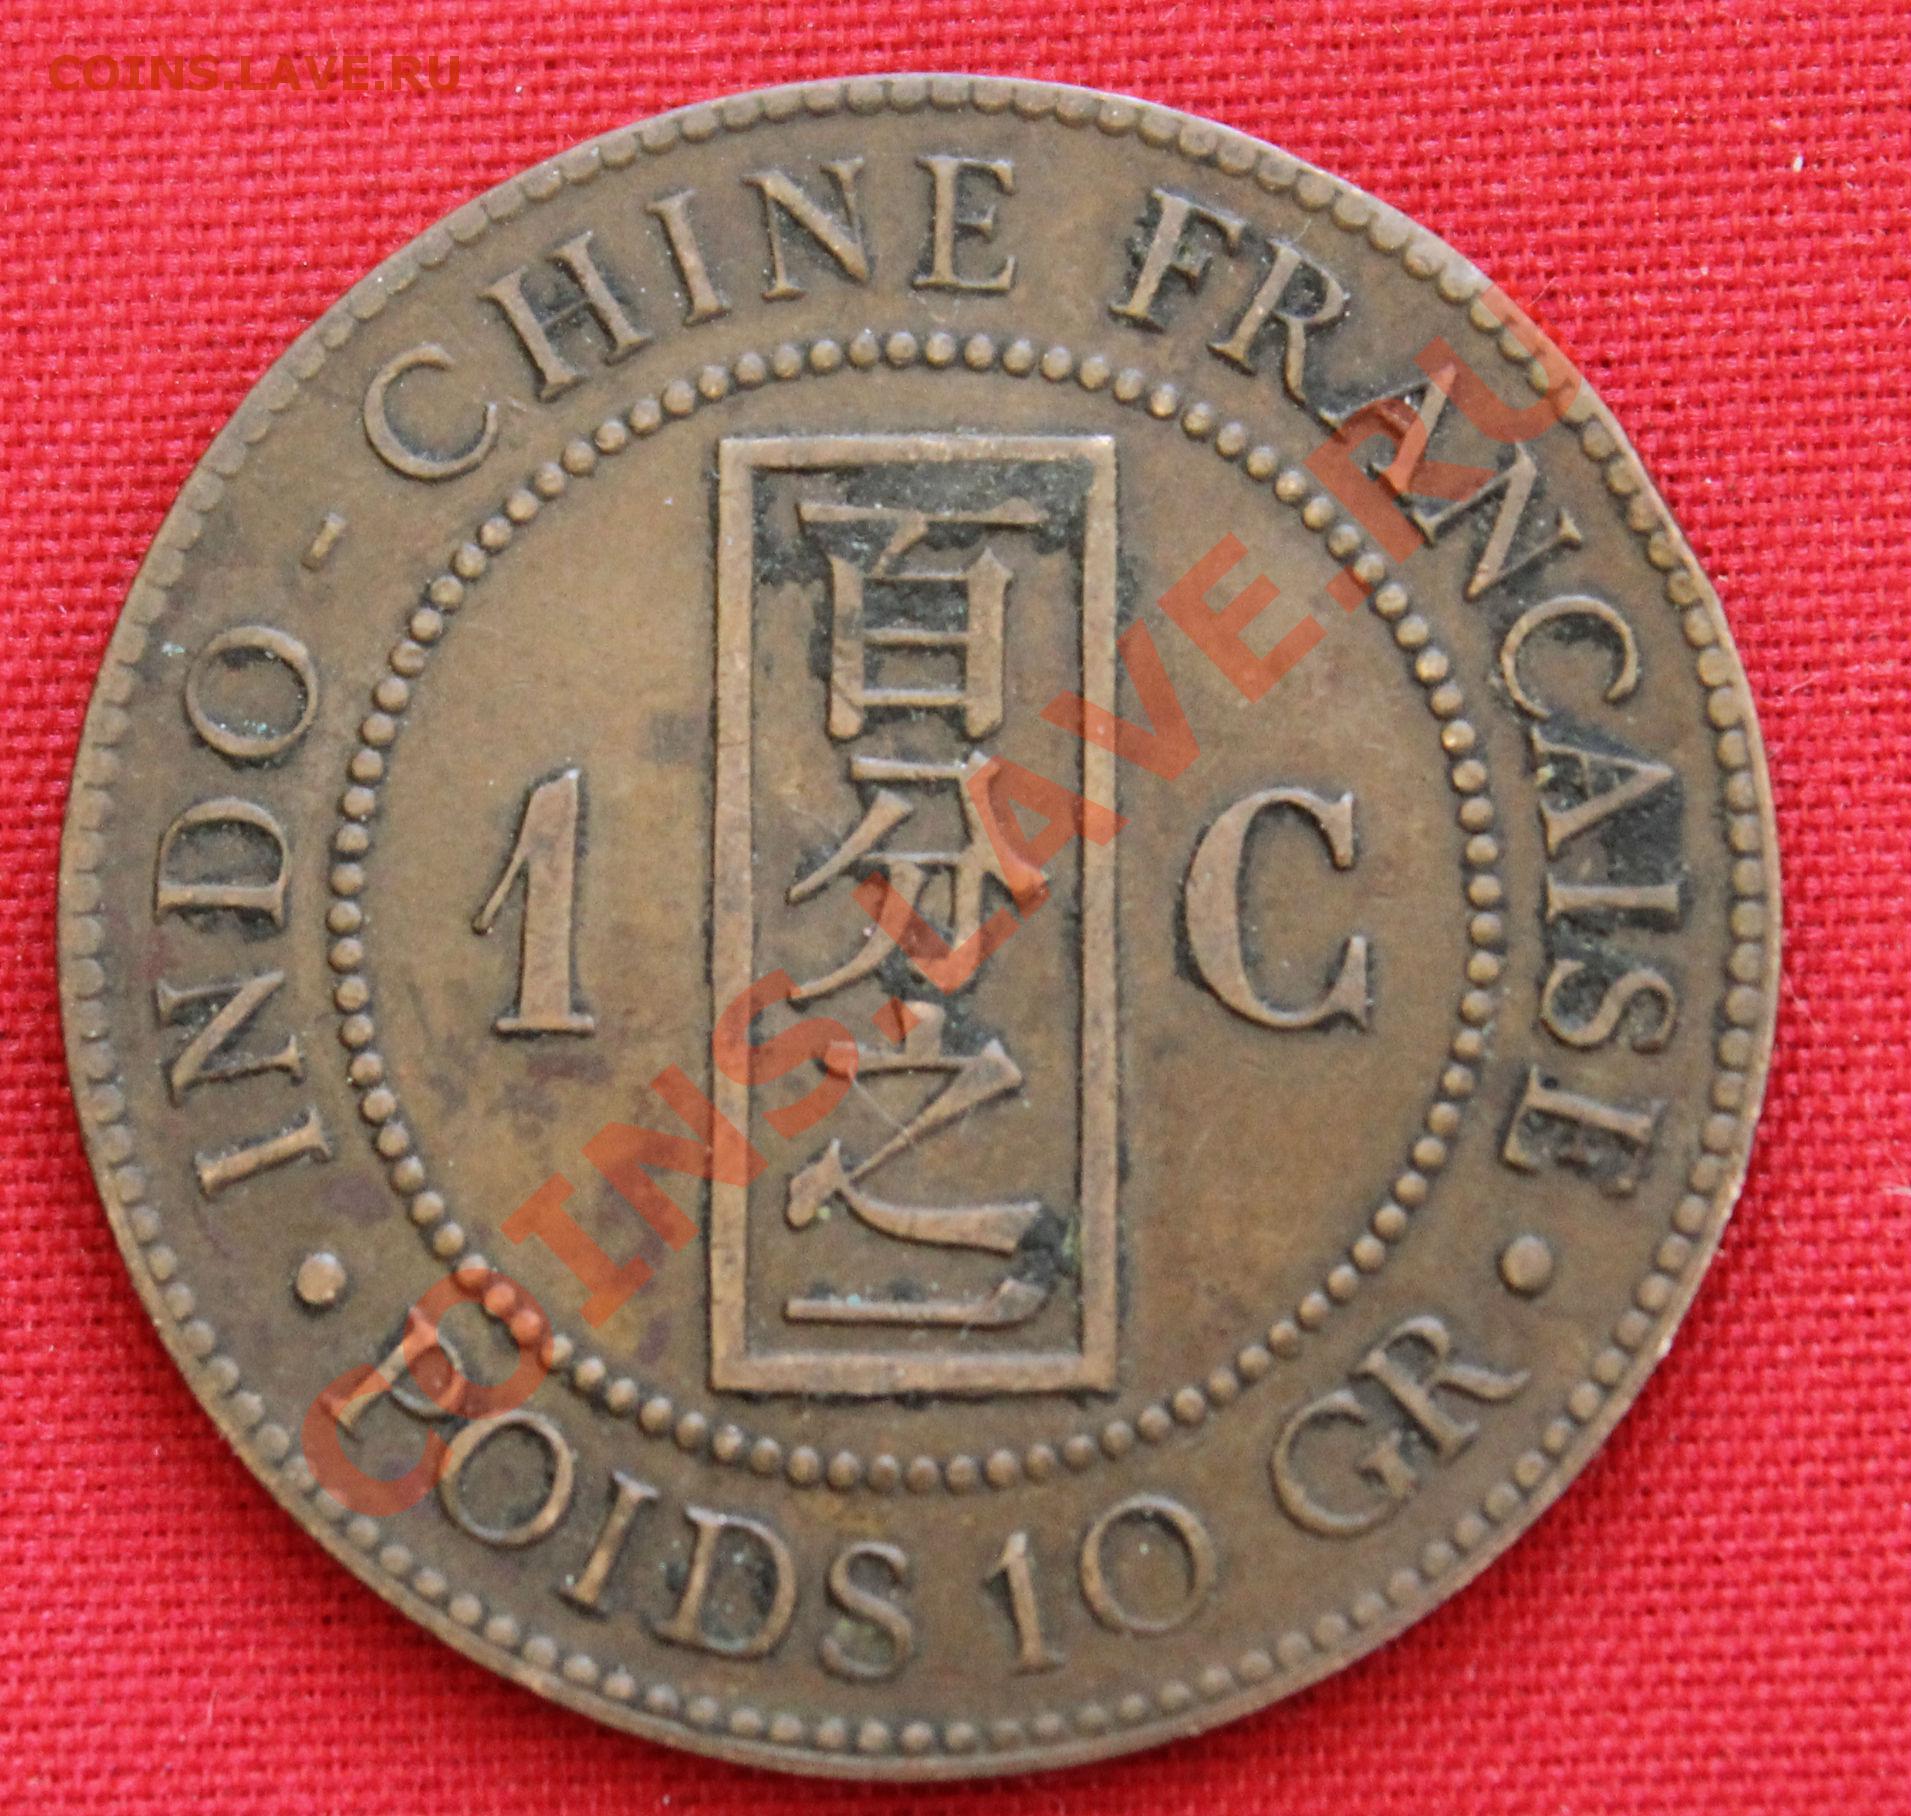 COINS.LAVE.RU
INDO-CHINE FRANCAISE
百分之一
1 C
• POIDS 10 GR •
COINS.LAVE.RU